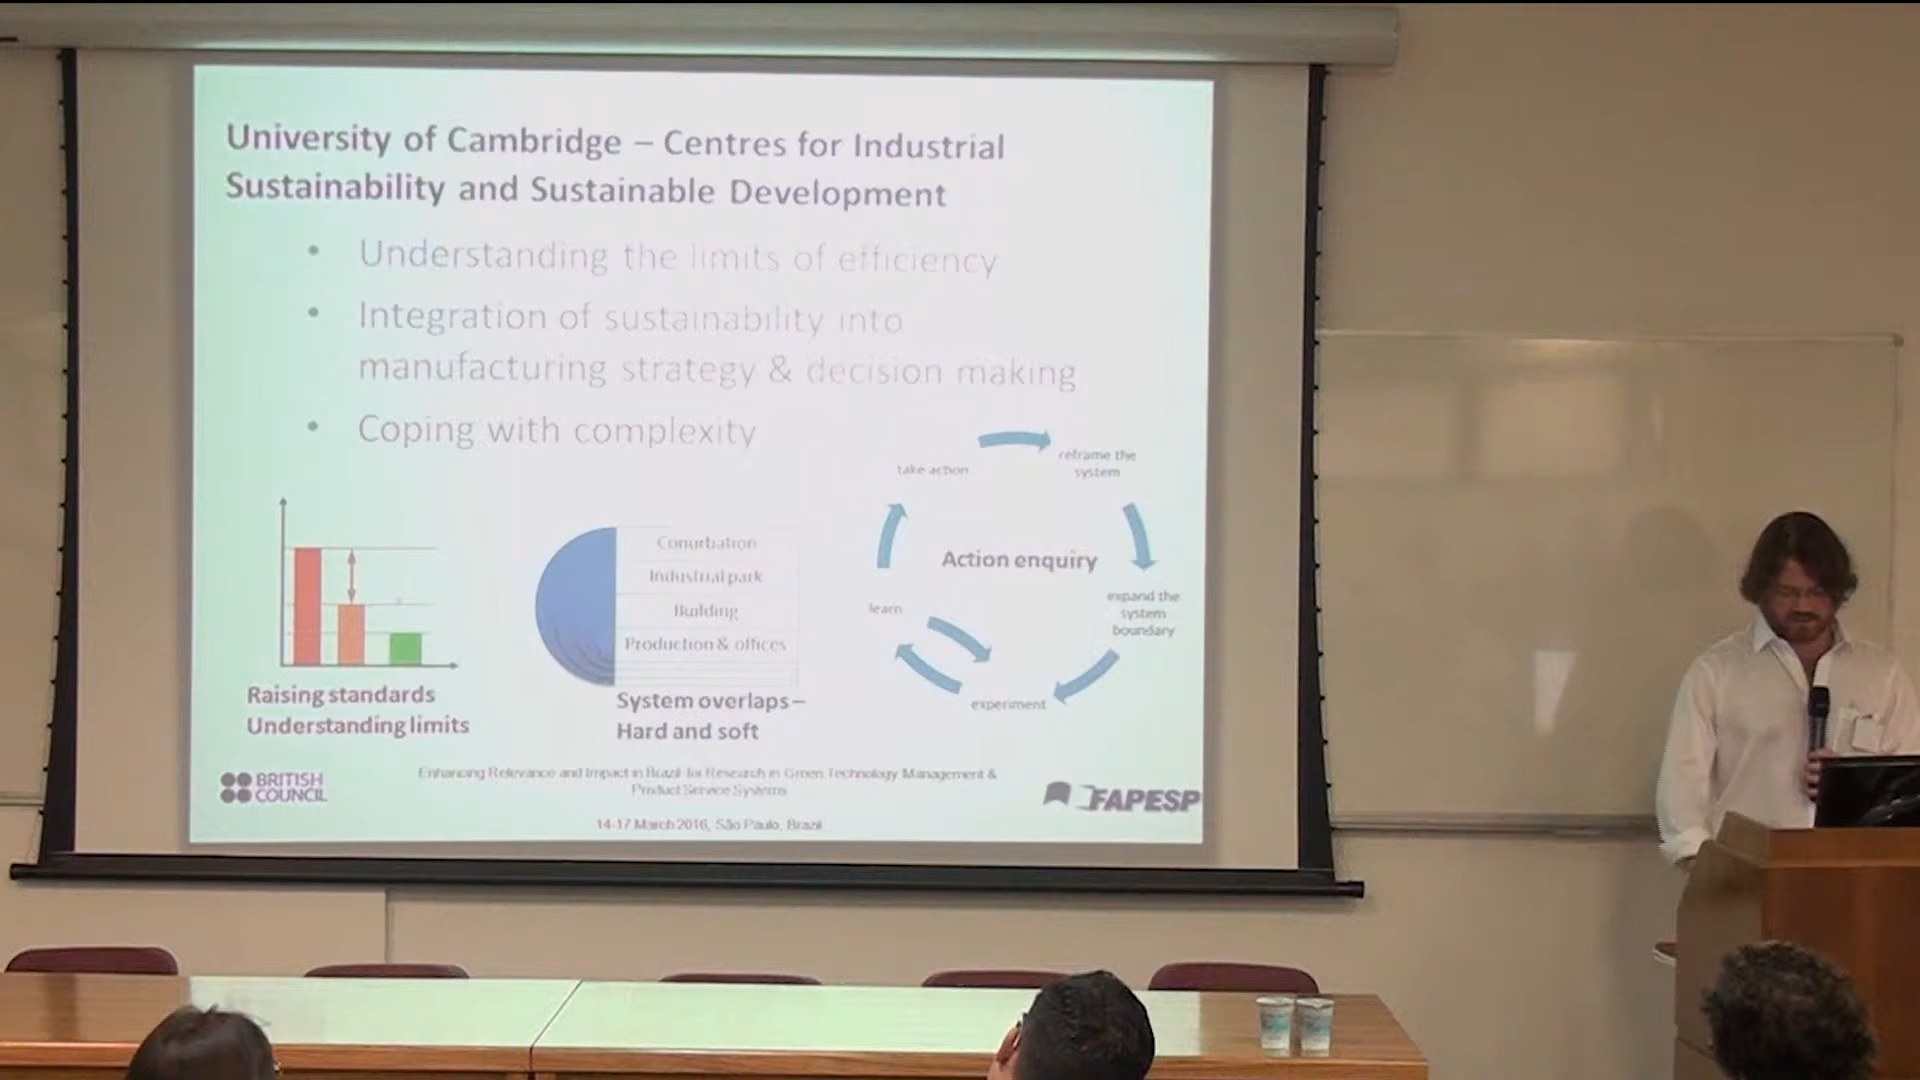 University of Cambridge – Centres for Industrial
Sustainability and Sustainable Development
• Understanding the limits of efficiency
• Integration of sustainability into
manufacturing strategy & decision making
• Coping with complexity
take action
reframe the
system
Action enquiry
expand the
system
boundary
learn
experiment
Conurbation
Industrial park
Building
Production & offices
Raising standards
Understanding limits
System overlaps –
Hard and soft
BRITISH
COUNCIL
Enhancing Relevance and Impact in Brazil for Research in Green Technology Management &
Product Service Systems
14-17 March 2016, São Paulo, Brazil
FAPESP